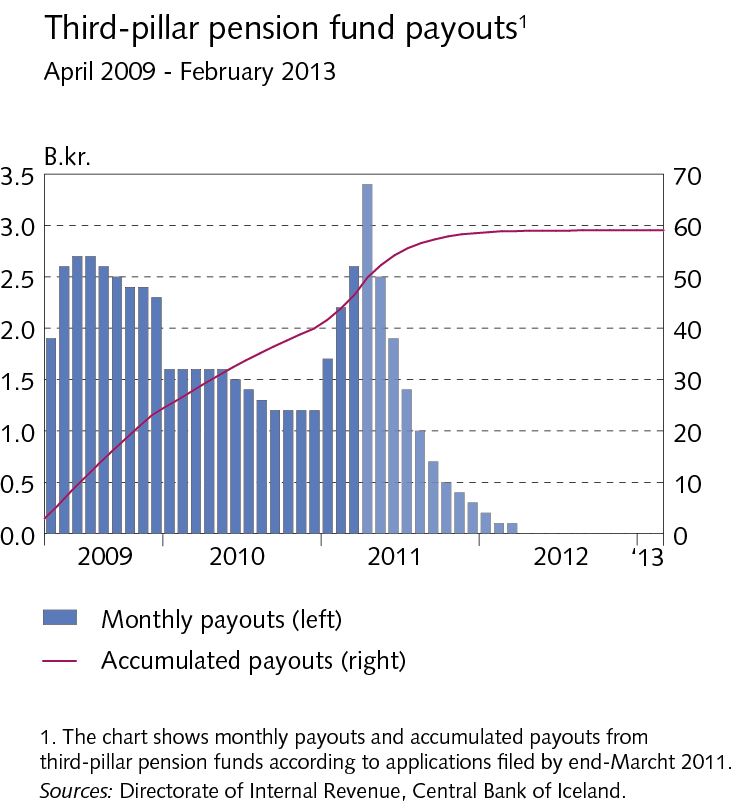 Third-pillar pension fund payouts¹
April 2009 - February 2013
B.kr.
3.5 70
3.0 60
2.5 50
2.0 40
1.5 30
1.0 20
0.5 10
0.0 0
2009 2010 2011 2012 ‘13
Monthly payouts (left)
Accumulated payouts (right)
1. The chart shows monthly payouts and accumulated payouts from
third-pillar pension funds according to applications filed by end-Marcht 2011.
Sources: Directorate of Internal Revenue, Central Bank of Iceland.